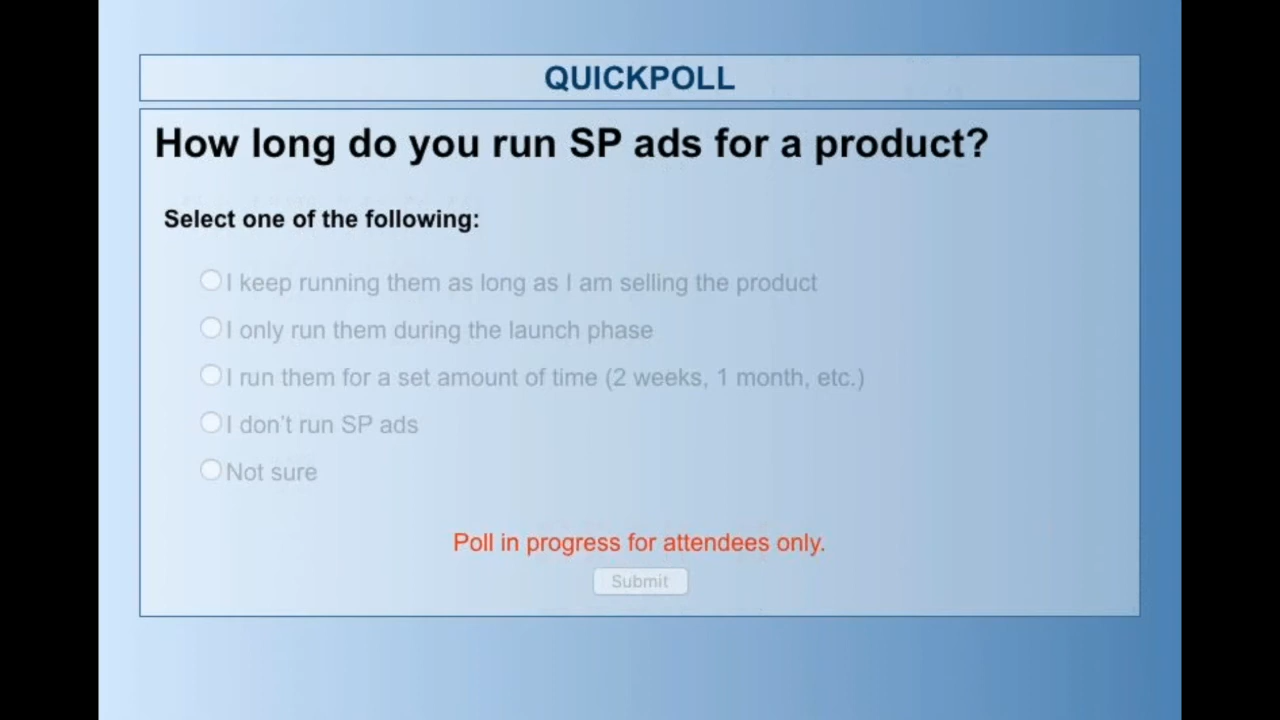 QUICKPOLL
How long do you run SP ads for a product?
Select one of the following:
I keep running them as long as I am selling the product
I only run them during the launch phase
I run them for a set amount of time (2 weeks, 1 month, etc.)
I don’t run SP ads
Not sure
Poll in progress for attendees only.
Submit